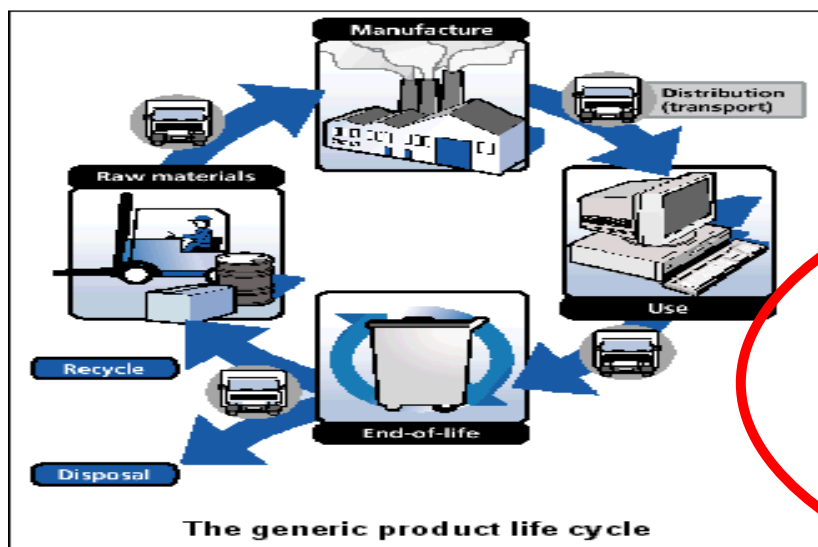 Manufacture
Distribution
(transport)
Raw materials
Use
Recycle
End-of-life
Disposal
The generic product life cycle